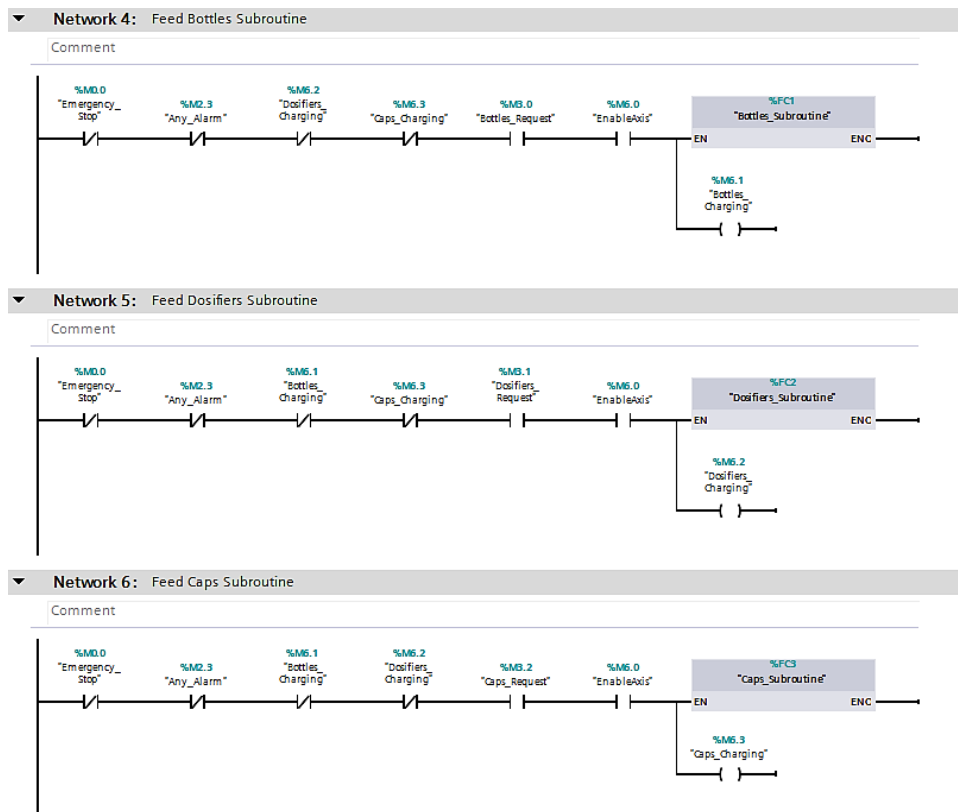 Network 4: Feed Bottles Subroutine
Comment
%M0.0
"Emergency_
Stop"
%M2.3
"Any_Alarm"
%M6.2
"Dosifiers_
Charging"
%M6.3
"Caps_Charging"
%M3.0
"Bottles_Request"
%M6.0
"EnableAxis"
%FC1
"Bottles_Subroutine"
EN
ENO
%M6.1
"Bottles_
Charging"
Network 5: Feed Dosifiers Subroutine
Comment
%M0.0
"Emergency_
Stop"
%M2.3
"Any_Alarm"
%M6.1
"Bottles_
Charging"
%M6.3
"Caps_Charging"
%M3.1
"Dosifiers_
Request"
%M6.0
"EnableAxis"
%FC2
"Dosifiers_Subroutine"
EN
ENO
%M6.2
"Dosifiers_
Charging"
Network 6: Feed Caps Subroutine
Comment
%M0.0
"Emergency_
Stop"
%M2.3
"Any_Alarm"
%M6.1
"Bottles_
Charging"
%M6.2
"Dosifiers_
Charging"
%M3.2
"Caps_Request"
%M6.0
"EnableAxis"
%FC3
"Caps_Subroutine"
EN
ENO
%M6.3
"Caps_Charging"